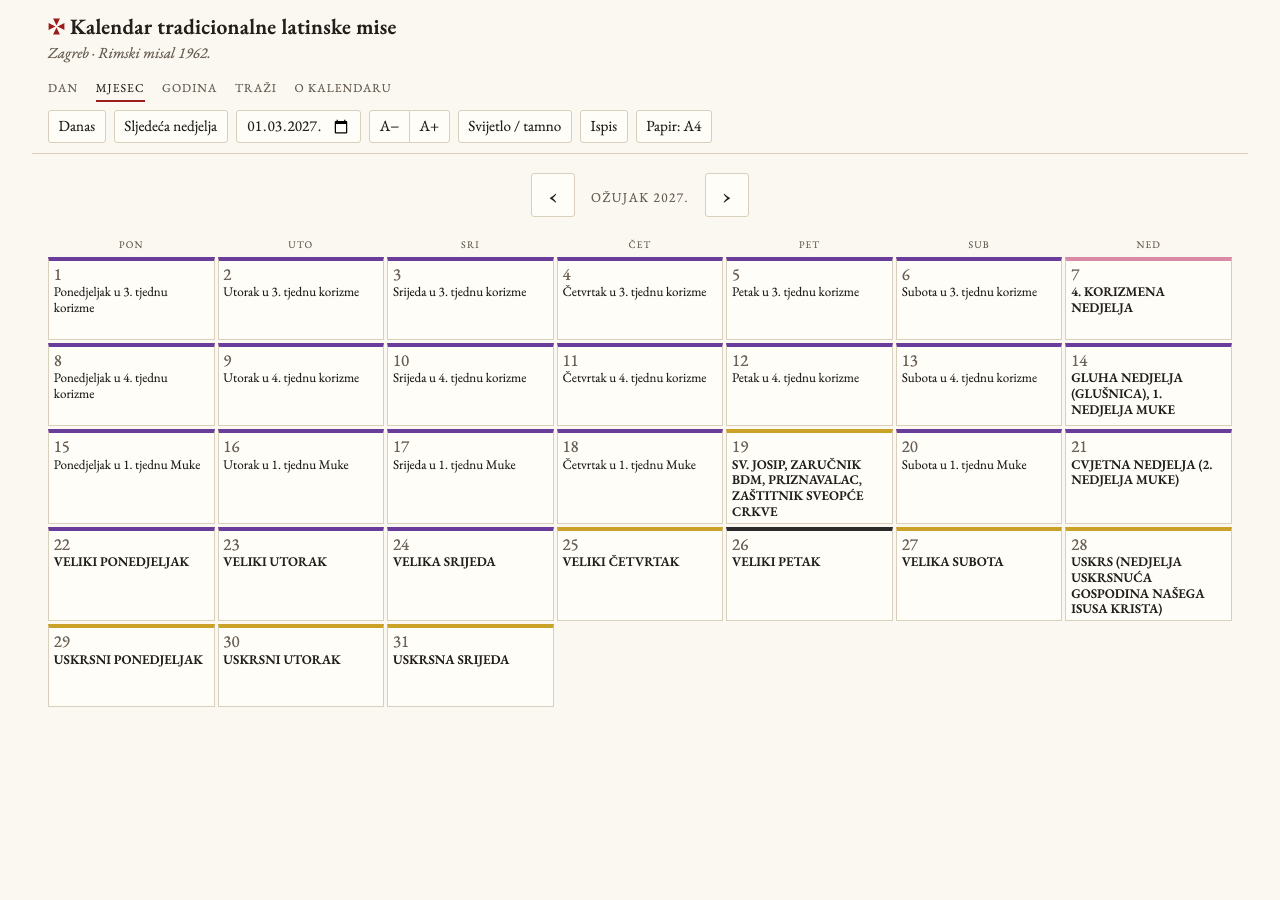 Kalendar tradicionalne latinske mise
Zagreb · Rimski misal 1962.
DAN MJESEC GODINA TRAŽI O KALENDARU
Danas Sljedeća nedjelja 01.03.2027. A− A+ Svijetlo / tamno Ispis Papir: A4
‹ OŽUJAK 2027. ›
PON UTO SRI ČET PET SUB NED
1
Ponedjeljak u 3. tjednu
korizme
2
Utorak u 3. tjednu korizme
3
Srijeda u 3. tjednu korizme
4
Četvrtak u 3. tjednu korizme
5
Petak u 3. tjednu korizme
6
Subota u 3. tjednu korizme
7
4. KORIZMENA
NEDJELJA
8
Ponedjeljak u 4. tjednu
korizme
9
Utorak u 4. tjednu korizme
10
Srijeda u 4. tjednu korizme
11
Četvrtak u 4. tjednu korizme
12
Petak u 4. tjednu korizme
13
Subota u 4. tjednu korizme
14
GLUHA NEDJELJA
(GLUŠNICA), 1.
NEDJELJA MUKE
15
Ponedjeljak u 1. tjednu Muke
16
Utorak u 1. tjednu Muke
17
Srijeda u 1. tjednu Muke
18
Četvrtak u 1. tjednu Muke
19
SV. JOSIP, ZARUČNIK
BDM, PRIZNAVALAC,
ZAŠTITNIK SVEOPĆE
CRKVE
20
Subota u 1. tjednu Muke
21
CVJETNA NEDJELJA (2.
NEDJELJA MUKE)
22
VELIKI PONEDJELJAK
23
VELIKI UTORAK
24
VELIKA SRIJEDA
25
VELIKI ČETVRTAK
26
VELIKI PETAK
27
VELIKA SUBOTA
28
USKRS (NEDJELJA
USKRSNUĆA
GOSPODINA NAŠEGA
ISUSA KRISTA)
29
USKRSNI PONEDJELJAK
30
USKRSNI UTORAK
31
USKRSNA SRIJEDA